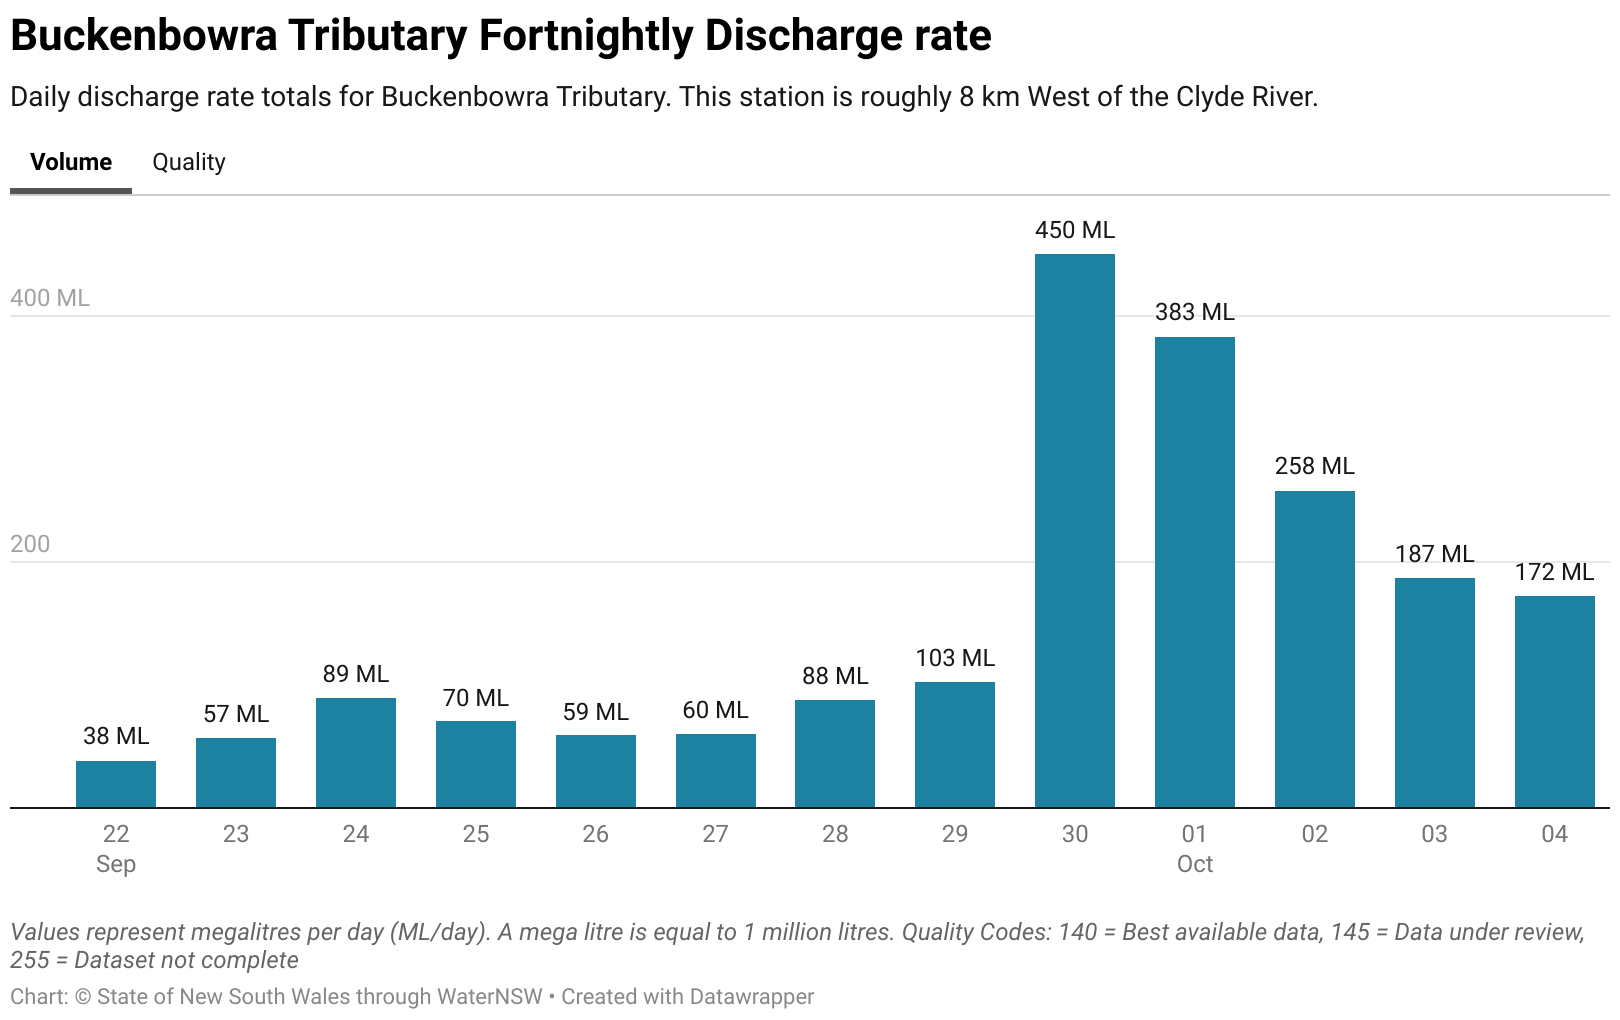 Buckenbowra Tributary Fortnightly Discharge rate
Daily discharge rate totals for Buckenbowra Tributary. This station is roughly 8 km West of the Clyde River.
Volume Quality
450 ML
400 ML
383 ML
258 ML
200
187 ML
172 ML
103 ML
89 ML
88 ML
70 ML
60 ML
59 ML
57 ML
38 ML
22 23 24 25 26 27 28 29 30 01 02 03 04
Sep Oct
Values represent megalitres per day (ML/day). A mega litre is equal to 1 million litres. Quality Codes: 140 = Best available data, 145 = Data under review,
255 = Dataset not complete
Chart: © State of New South Wales through WaterNSW • Created with Datawrapper